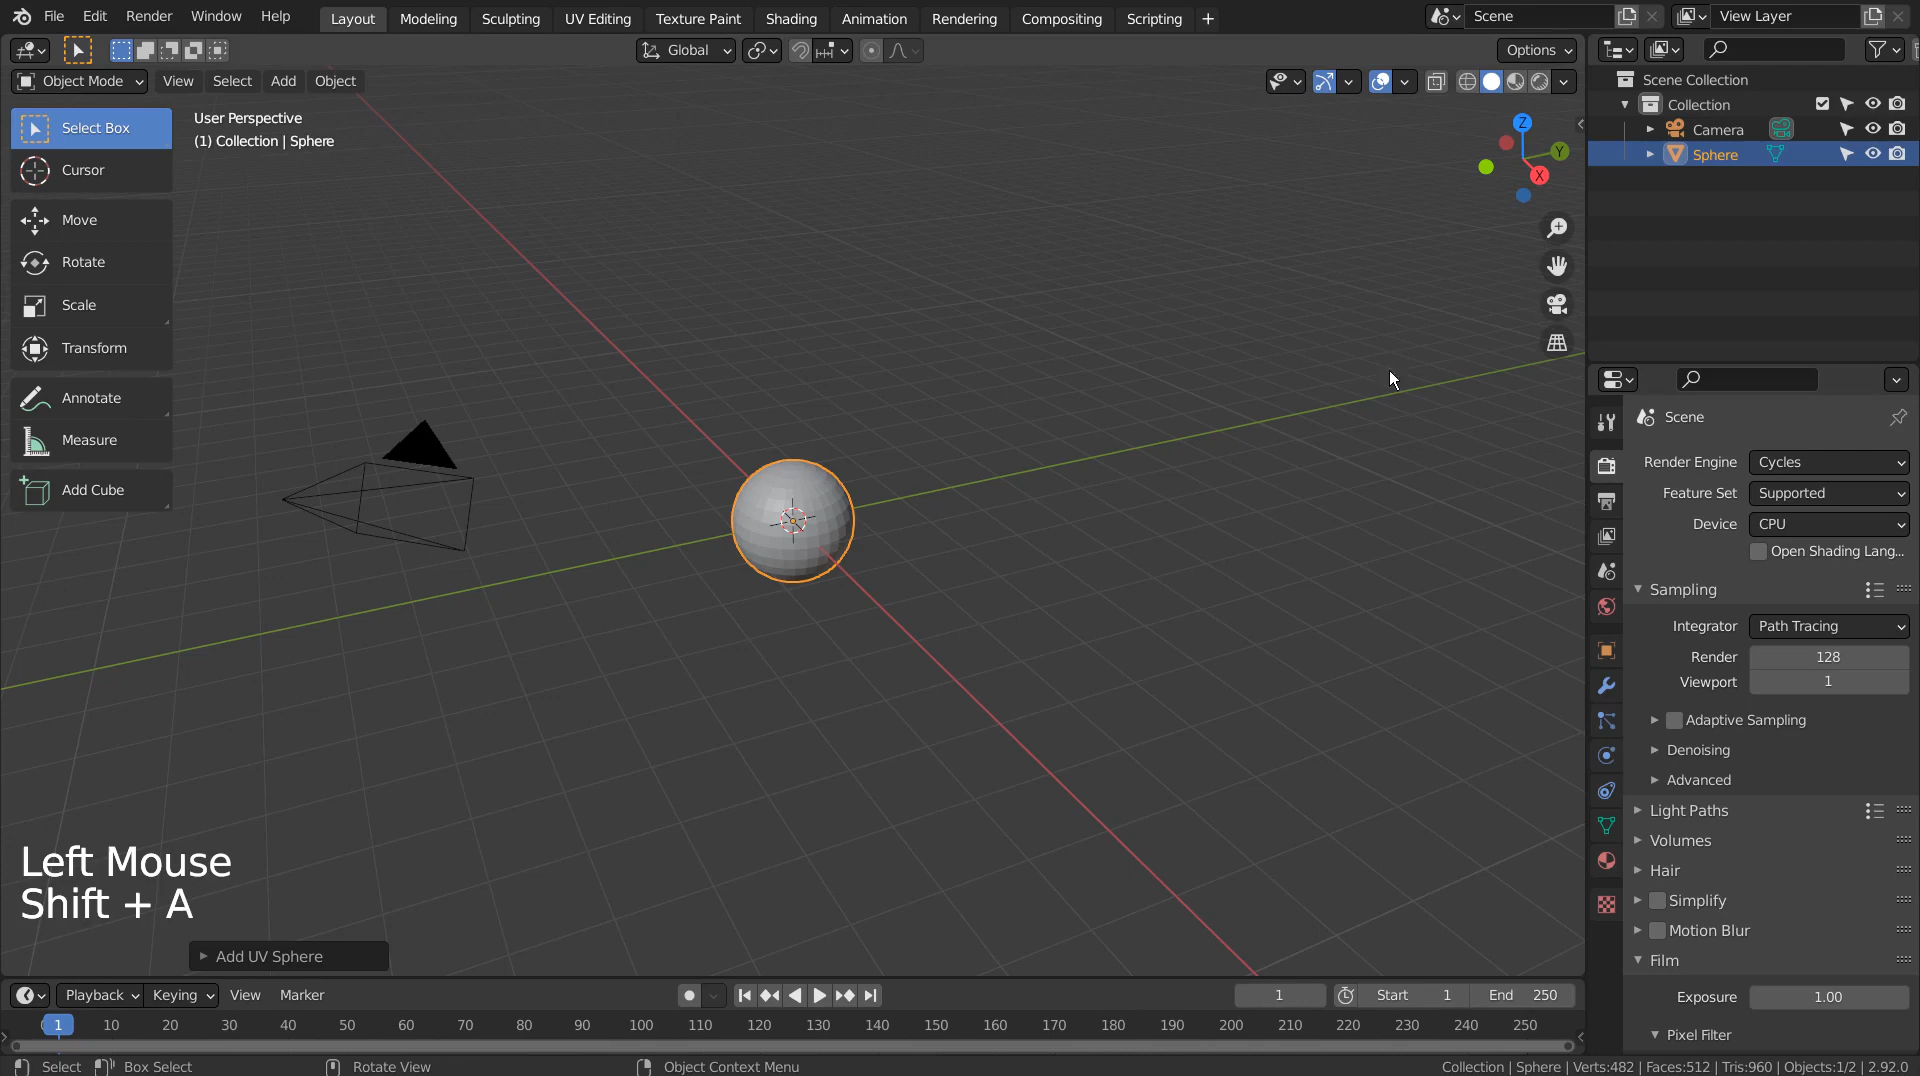 File Edit Render Window Help Layout Modeling Sculpting UV Editing Texture Paint Shading Animation Rendering Compositing Scripting + Scene View Layer
Global Options
Object Mode View Select Add Object
Select Box
Cursor
Move
Rotate
Scale
Transform
Annotate
Measure
Add Cube
User Perspective
(1) Collection | Sphere
Z
Y
X
Left Mouse
Shift + A
Add UV Sphere
Scene Collection
Collection
Camera
Sphere
Scene
Render Engine Cycles
Feature Set Supported
Device CPU
Open Shading Lang...
Sampling
Integrator Path Tracing
Render 128
Viewport 1
Adaptive Sampling
Denoising
Advanced
Light Paths
Volumes
Hair
Simplify
Motion Blur
Film
Exposure 1.00
Pixel Filter
Playback Keying View Marker 1 Start 1 End 250
1 10 20 30 40 50 60 70 80 90 100 110 120 130 140 150 160 170 180 190 200 210 220 230 240 250
Select Box Select Rotate View Object Context Menu Collection | Sphere | Verts:482 | Faces:512 | Tris:960 | Objects:1/2 | 2.92.0